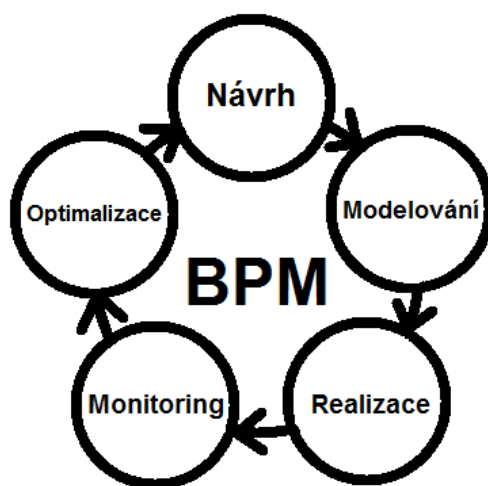 Návrh
Modelování
Realizace
Monitoring
Optimalizace
BPM